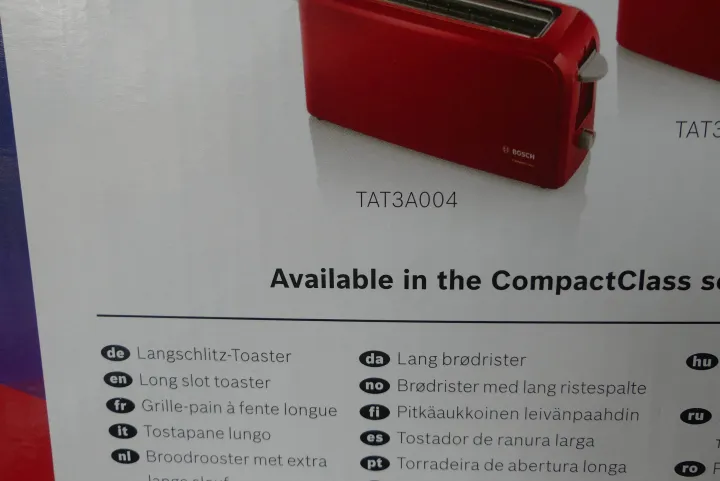 BOSCH
TAT3A004
TAT3
Available in the CompactClass
de Langschlitz-Toaster
en Long slot toaster
fr Grille-pain à fente longue
it Tostapane lungo
nl Broodrooster met extra
da Lang brødrister
no Brødrister med lang ristespalte
fi Pitkäaukkoinen leivänpaahdin
es Tostador de ranura larga
pt Torradeira de abertura longa
hu
ru
ro